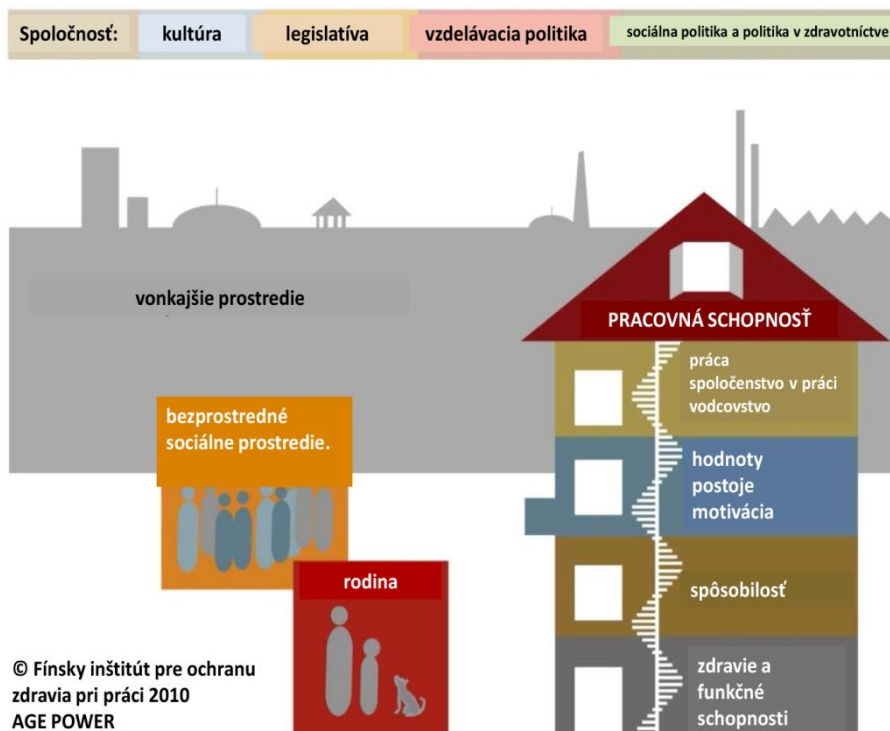 Spoločnosť: kultúra legislatíva vzdelávacia politika sociálna politika a politika v zdravotníctve
vonkajšie prostredie
PRACOVNÁ SCHOPNOSŤ
práca
spoločenstvo v práci
vodcovstvo
bezprostredné
sociálne prostredie.
hodnoty
postoje
motivácia
rodina
spôsobilosť
zdravie a
funkčné
schopnosti
© Fínsky inštitút pre ochranu
zdravia pri práci 2010
AGE POWER